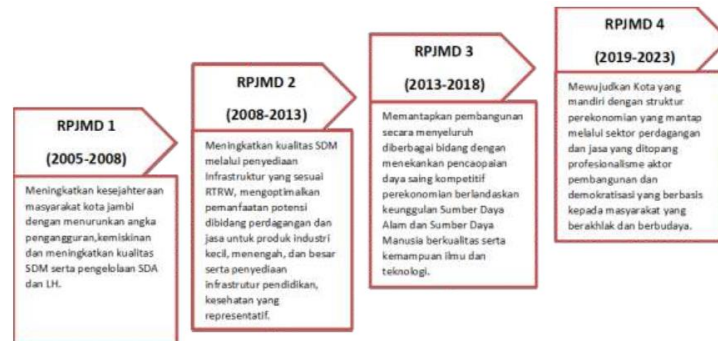 RPJMD 1
(2005-2008)
Meningkatkan kesejahteraan
masyarakat kota jambi
dengan menurunkan angka
pengangguran,kemiskinan
dan meningkatkan kualitas
SDM serta pengelolaan SDA
dan LH.
RPJMD 2
(2008-2013)
Meningkatkan kualitas SDM
melalui penyediaan
Infrastruktur yang sesuai
RTRW, mengoptimalkan
pemanfaatan potensi
dibidang perdagangan dan
jasa untuk produk industri
kecil, menengah, dan besar
serta penyediaan
infrastrutur pendidikan,
kesehatan yang
representatif.
RPJMD 3
(2013-2018)
Memantapkan pembangunan
secara menyeluruh
diberbagai bidang dengan
menekankan pencaopaian
daya saing kompetitif
perekonomian berlandaskan
keunggulan Sumber Daya
Alam dan Sumber Daya
Manusia berkualitas serta
kemampuan ilmu dan
teknologi.
RPJMD 4
(2019-2023)
Mewujudkan Kota yang
mandiri dengan struktur
perekonomian yang mantap
melalui sektor perdagangan
dan jasa yang ditopang
profesionalisme aktor
pembangunan dan
demokratisasi yang berbasis
kepada masyarakat yang
berakhlak dan berbudaya.